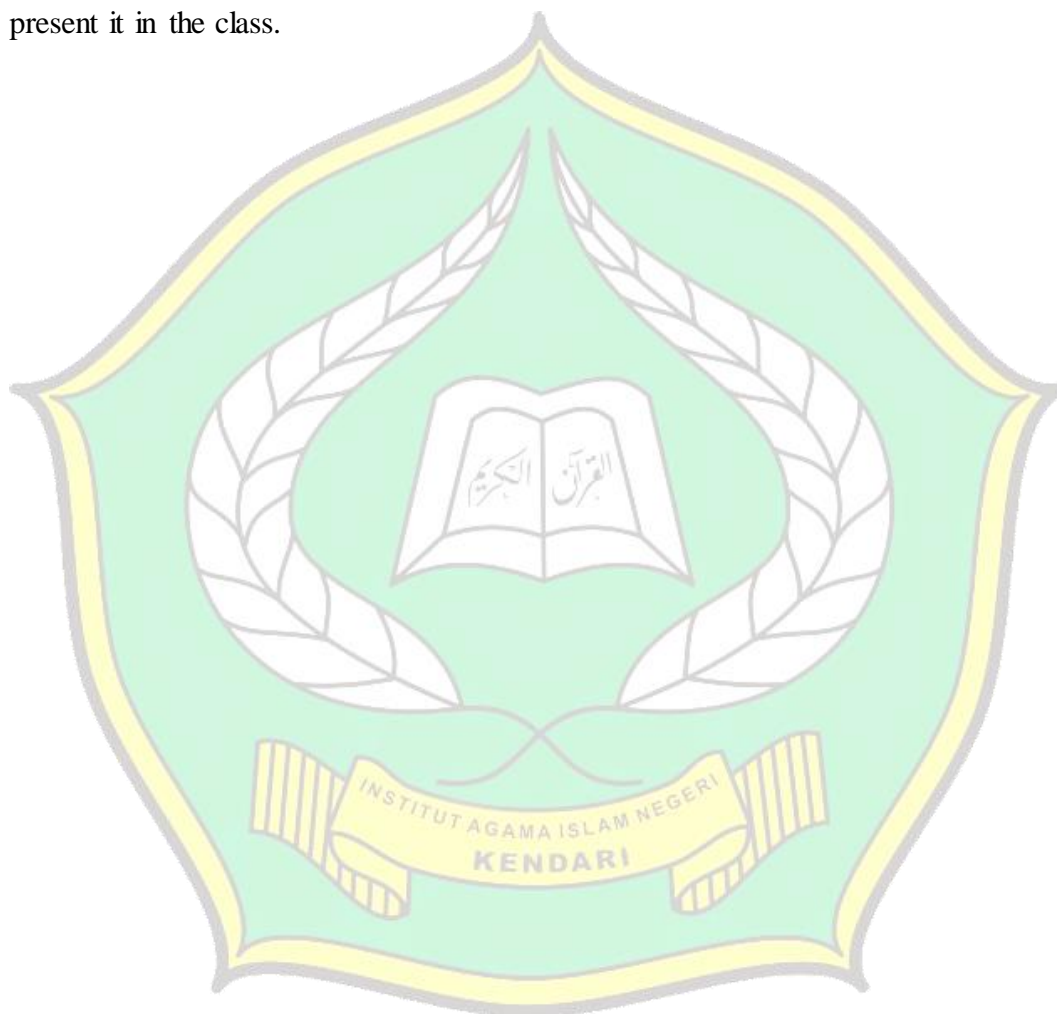 present it in the class.
القرآن الكريم
INSTITUT AGAMA ISLAM NEGERI
KENDARI